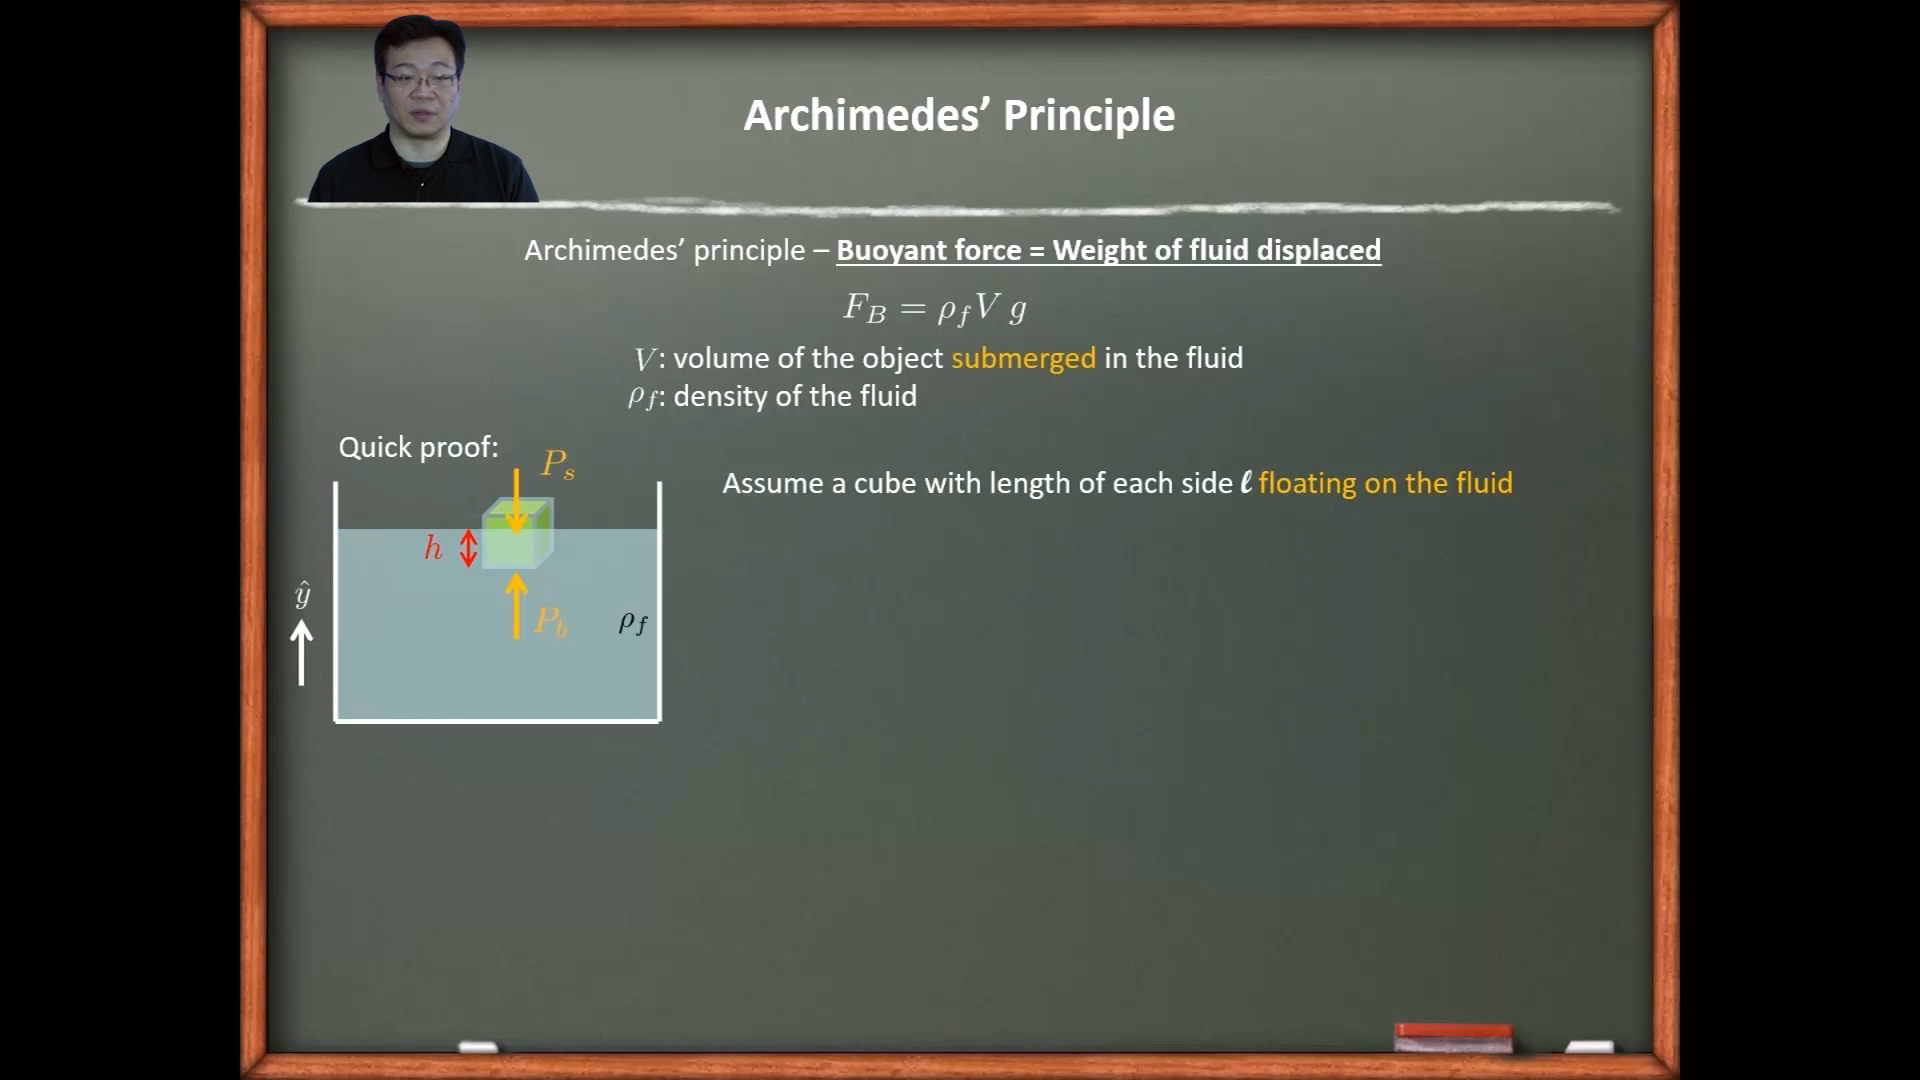 Archimedes’ Principle
Archimedes’ principle – Buoyant force = Weight of fluid displaced
F_B = ρ_f V g
V: volume of the object submerged in the fluid
ρ_f: density of the fluid
Quick proof:
P_s
Assume a cube with length of each side ℓ floating on the fluid
h
ŷ
P_b
ρ_f